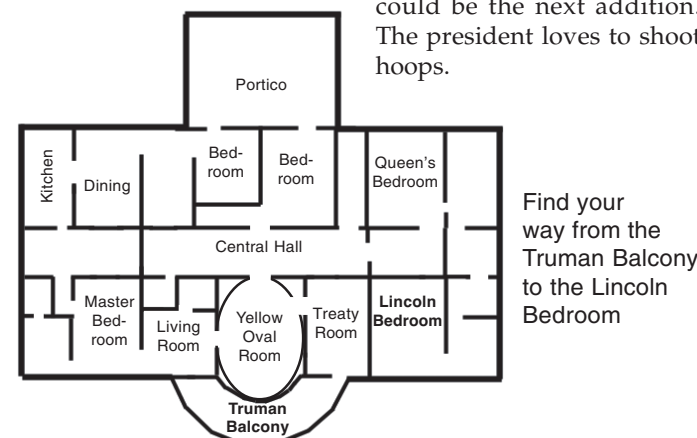 could be the next addition.
The president loves to shoot
hoops.
Portico
Kitchen
Dining
Bed-
room
Bed-
room
Queen's
Bedroom
Central Hall
Master
Bed-
room
Living
Room
Yellow
Oval
Room
Treaty
Room
Lincoln
Bedroom
Truman
Balcony
Find your
way from the
Truman Balcony
to the Lincoln
Bedroom